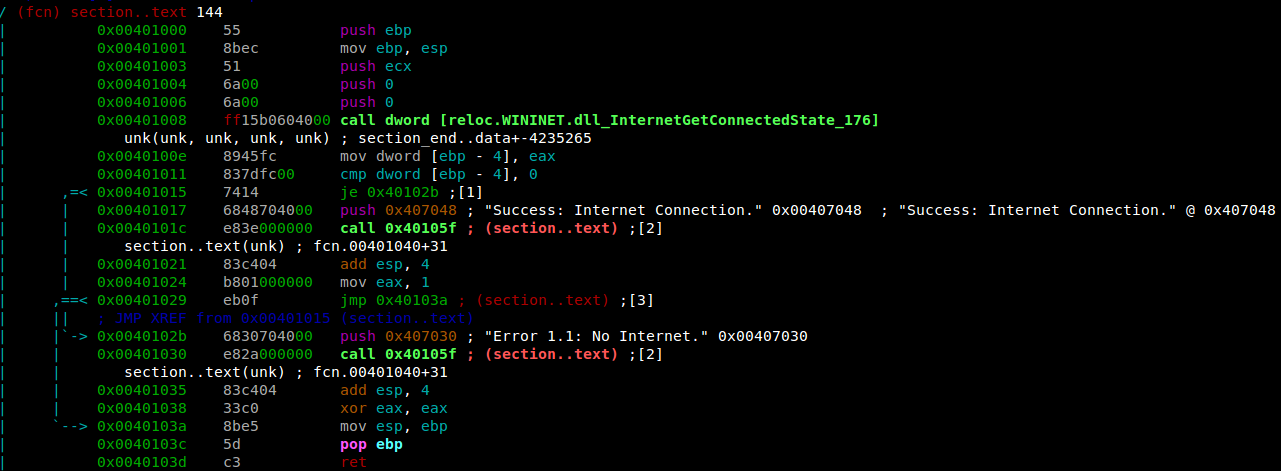 / (fcn) section..text 144
| 0x00401000 55 push ebp
| 0x00401001 8bec mov ebp, esp
| 0x00401003 51 push ecx
| 0x00401004 6a00 push 0
| 0x00401006 6a00 push 0
| 0x00401008 ff15b0604000 call dword [reloc.WININET.dll_InternetGetConnectedState_176]
| unk(unk, unk, unk, unk) ; section_end..data+-4235265
| 0x0040100e 8945fc mov dword [ebp - 4], eax
| 0x00401011 837dfc00 cmp dword [ebp - 4], 0
| ,=< 0x00401015 7414 je 0x40102b ;[1]
| | 0x00401017 6848704000 push 0x407048 ; "Success: Internet Connection." 0x00407048 ; "Success: Internet Connection." @ 0x407048
| | 0x0040101c e83e000000 call 0x40105f ; (section..text) ;[2]
| | section..text(unk) ; fcn.00401040+31
| | 0x00401021 83c404 add esp, 4
| | 0x00401024 b801000000 mov eax, 1
| ,==< 0x00401029 eb0f jmp 0x40103a ; (section..text) ;[3]
| || ; JMP XREF from 0x00401015 (section..text)
| |`-> 0x0040102b 6830704000 push 0x407030 ; "Error 1.1: No Internet." 0x00407030
| | 0x00401030 e82a000000 call 0x40105f ; (section..text) ;[2]
| | section..text(unk) ; fcn.00401040+31
| | 0x00401035 83c404 add esp, 4
| | 0x00401038 33c0 xor eax, eax
| `--> 0x0040103a 8be5 mov esp, ebp
| 0x0040103c 5d pop ebp
| 0x0040103d c3 ret